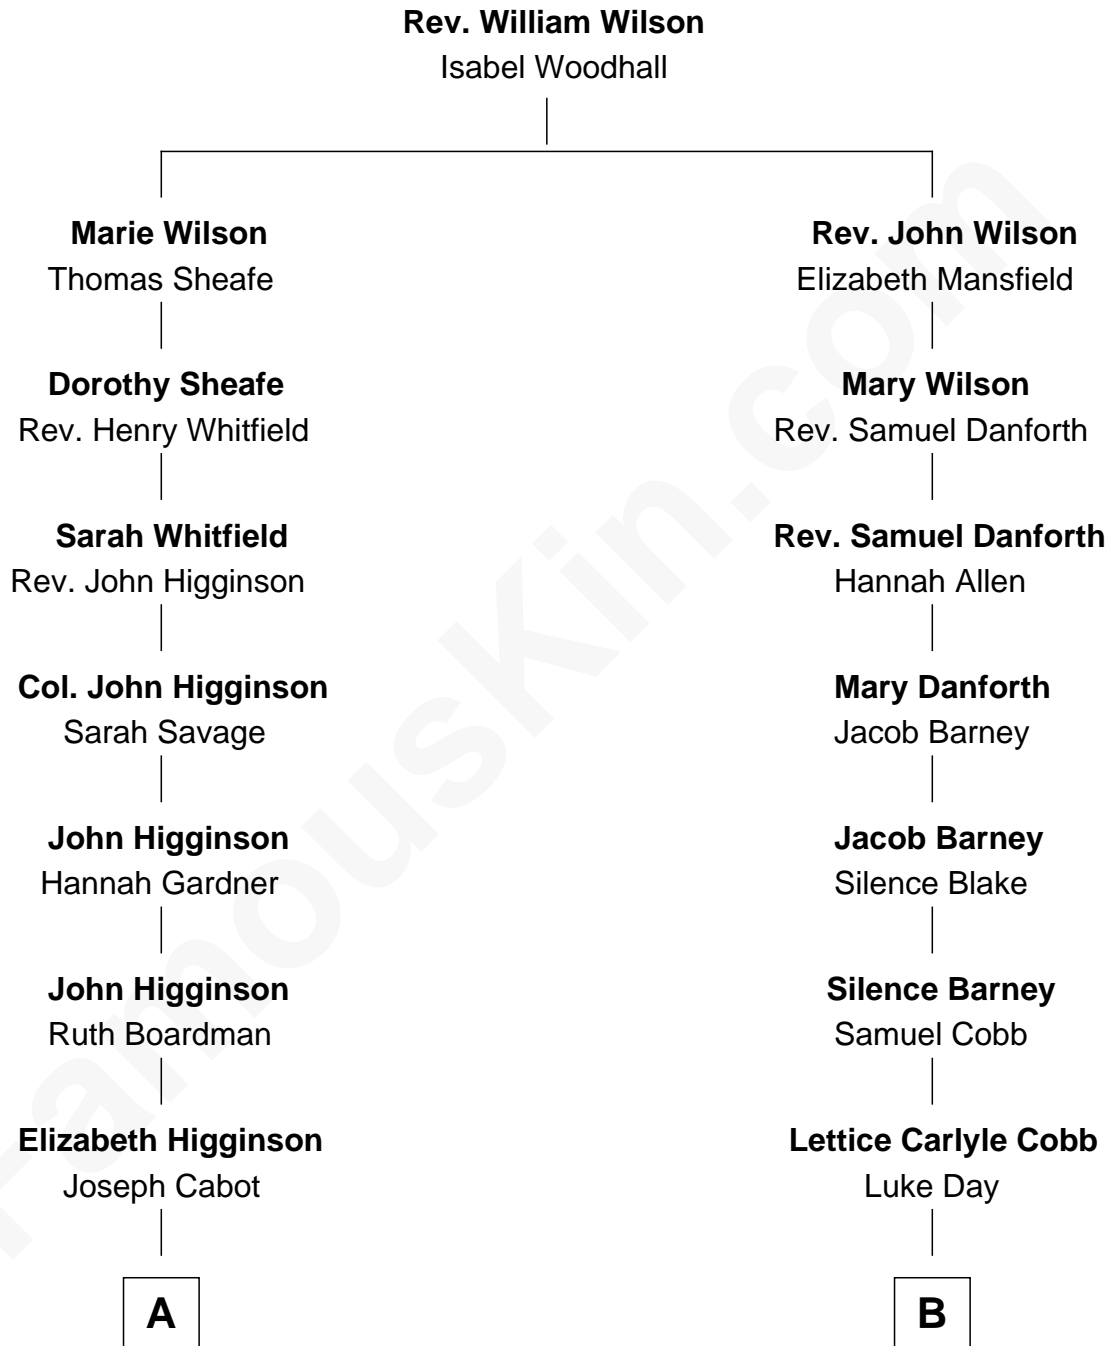 Rev. William Wilson
Isabel Woodhall
Marie Wilson
Thomas Sheafe
Rev. John Wilson
Elizabeth Mansfield
Dorothy Sheafe
Rev. Henry Whitfield
Mary Wilson
Rev. Samuel Danforth
Sarah Whitfield
Rev. John Higginson
Rev. Samuel Danforth
Hannah Allen
Col. John Higginson
Sarah Savage
Mary Danforth
Jacob Barney
John Higginson
Hannah Gardner
Jacob Barney
Silence Blake
John Higginson
Ruth Boardman
Silence Barney
Samuel Cobb
Elizabeth Higginson
Joseph Cabot
Lettice Carlyle Cobb
Luke Day
A
B
FamousKin.com